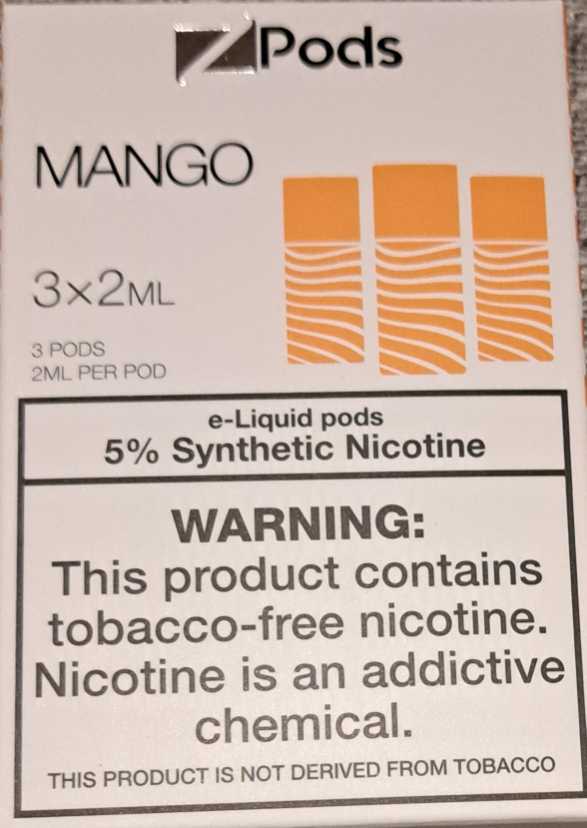 Z Pods
MANGO
3×2ML
3 PODS
2ML PER POD
e-Liquid pods
5% Synthetic Nicotine
WARNING:
This product contains
tobacco-free nicotine.
Nicotine is an addictive
chemical.
THIS PRODUCT IS NOT DERIVED FROM TOBACCO